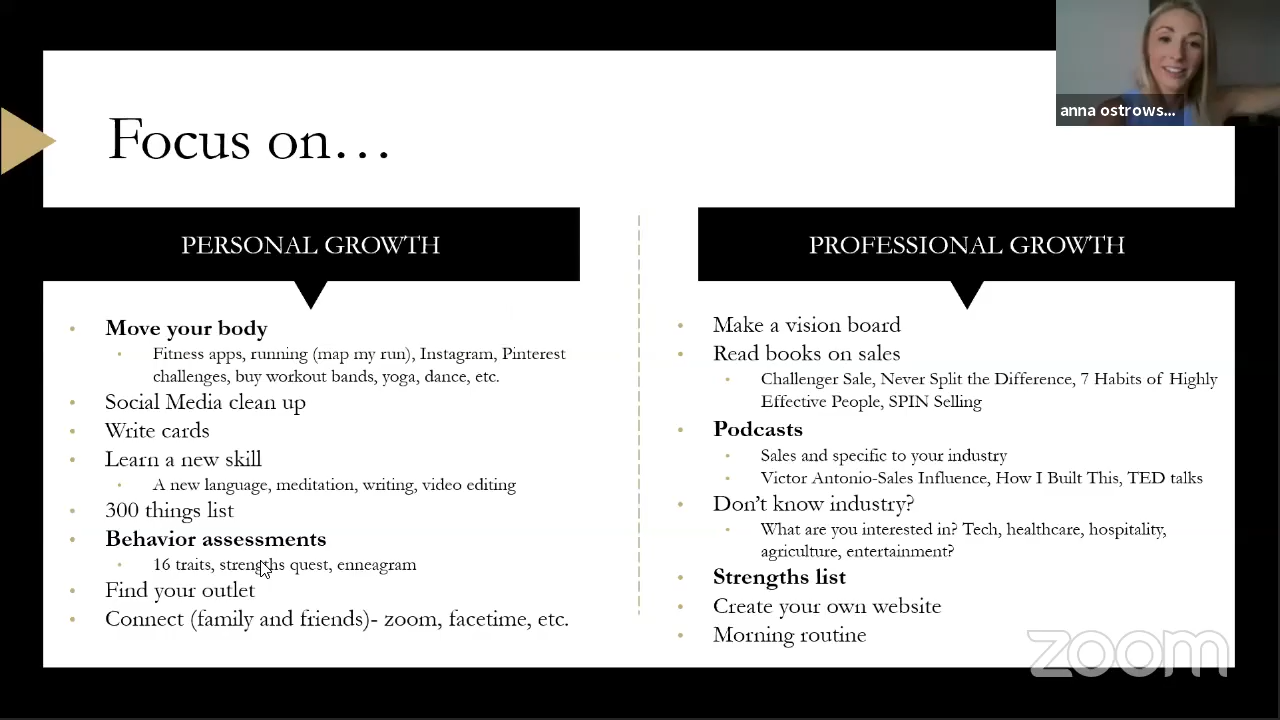 anna ostrows...
Focus on…
PERSONAL GROWTH
Move your body
Fitness apps, running (map my run), Instagram, Pinterest
challenges, buy workout bands, yoga, dance, etc.
Social Media clean up
Write cards
Learn a new skill
A new language, meditation, writing, video editing
300 things list
Behavior assessments
16 traits, strengths quest, enneagram
Find your outlet
Connect (family and friends)- zoom, facetime, etc.
PROFESSIONAL GROWTH
Make a vision board
Read books on sales
Challenger Sale, Never Split the Difference, 7 Habits of Highly
Effective People, SPIN Selling
Podcasts
Sales and specific to your industry
Victor Antonio-Sales Influence, How I Built This, TED talks
Don’t know industry?
What are you interested in? Tech, healthcare, hospitality,
agriculture, entertainment?
Strengths list
Create your own website
Morning routine
zoom